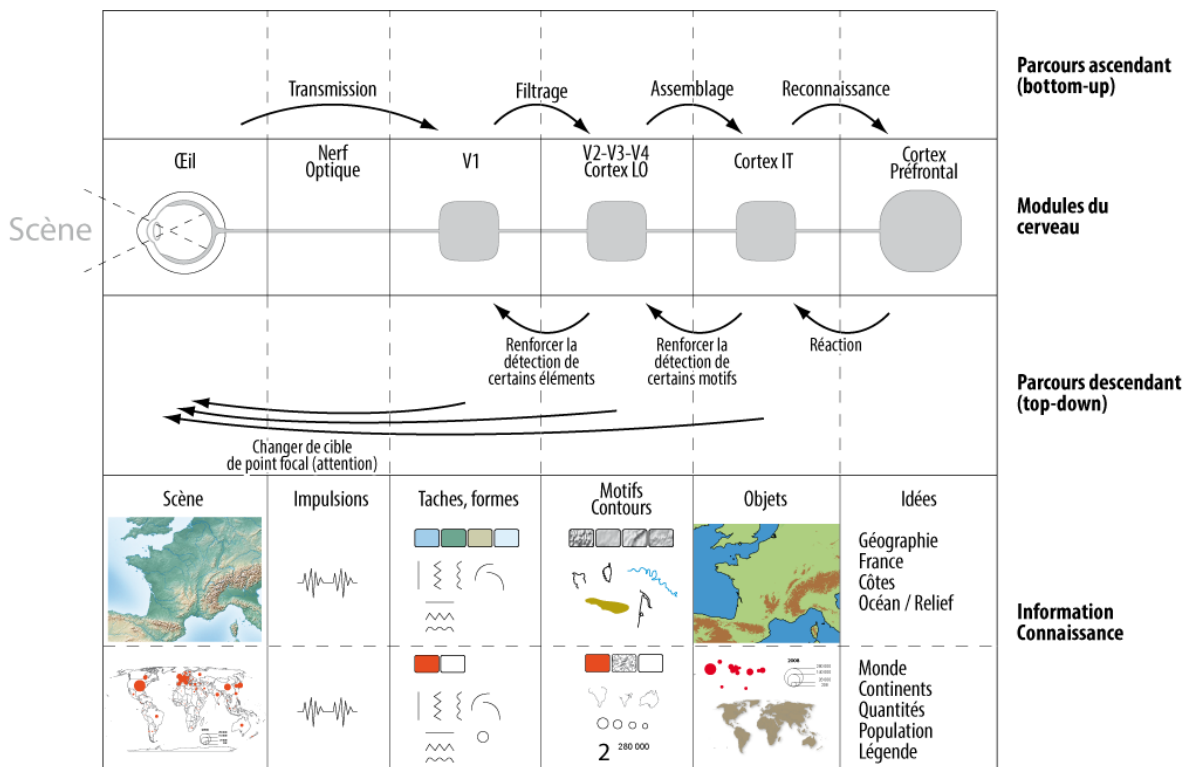 Parcours ascendant
(bottom-up)
Transmission
Filtrage
Assemblage
Reconnaissance
Œil
Nerf
Optique
V1
V2-V3-V4
Cortex LO
Cortex IT
Cortex
Préfrontal
Scène
Modules du
cerveau
Renforcer la
détection de
certains éléments
Renforcer la
détection de
certains motifs
Réaction
Parcours descendant
(top-down)
Changer de cible
de point focal (attention)
Scène
Impulsions
Taches, formes
Motifs
Contours
Objets
Idées
Géographie
France
Côtes
Océan / Relief
Information
Connaissance
2 280 000
2008
Monde
Continents
Quantités
Population
Légende